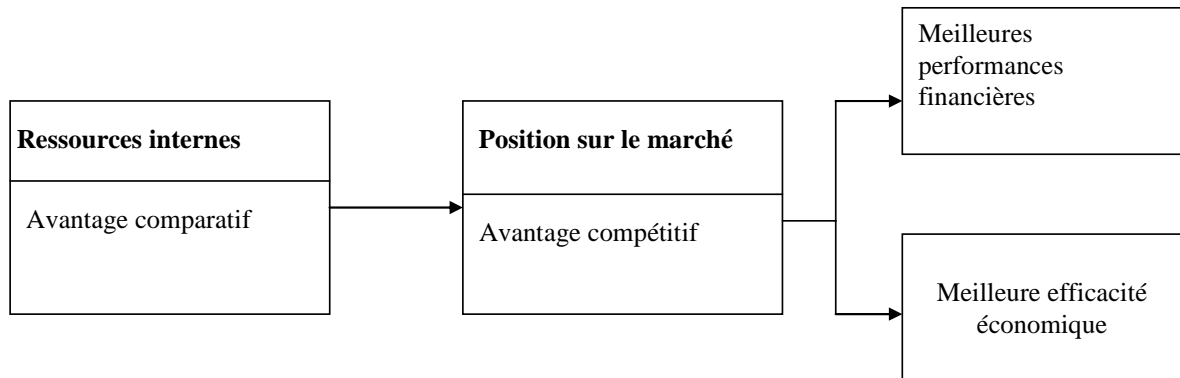 Ressources internes
Avantage comparatif
Position sur le marché
Avantage compétitif
Meilleures
performances
financières
Meilleure efficacité
économique